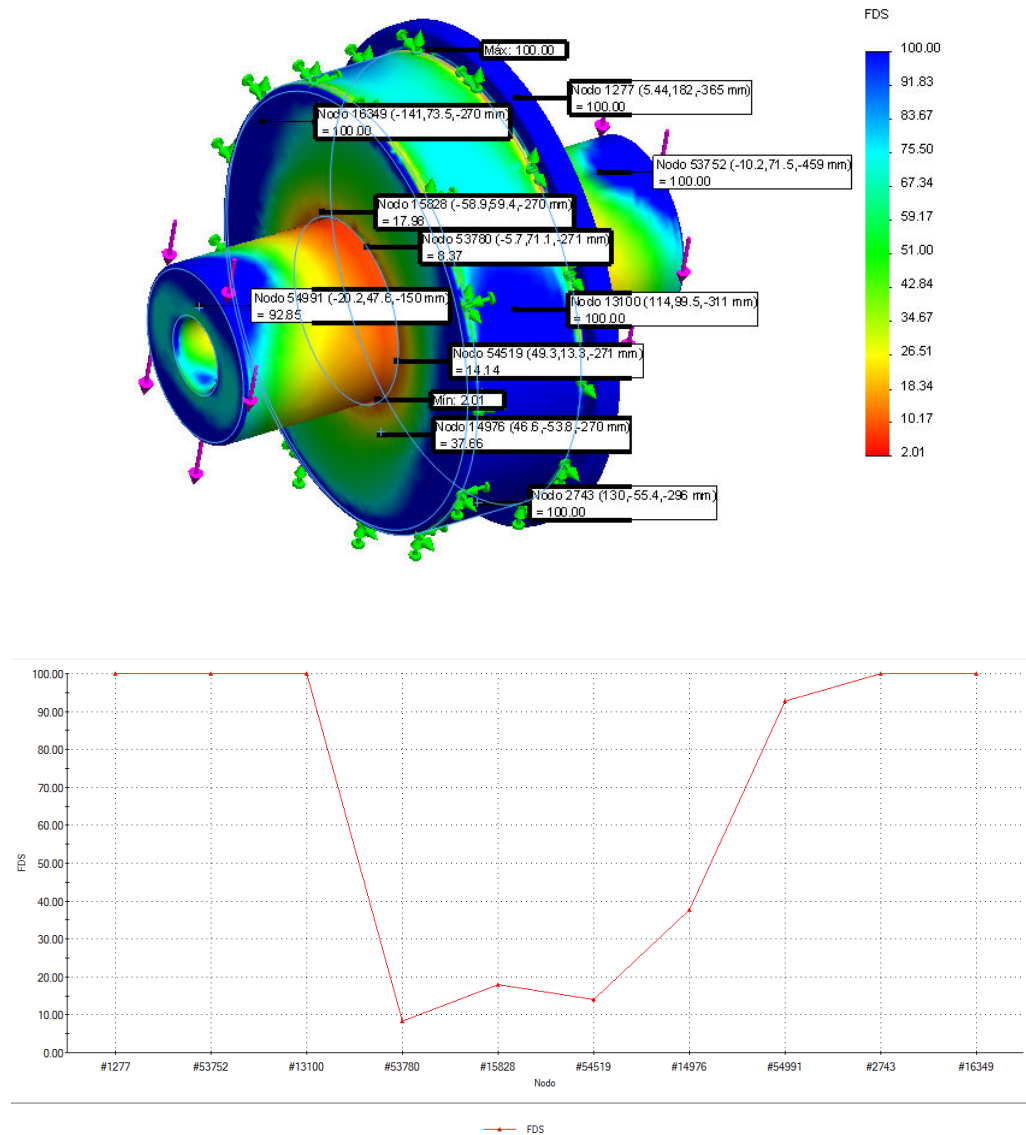 FDS
Máx: 100.00
100.00
91.83
83.67
75.50
67.34
59.17
51.00
42.84
34.67
26.51
18.34
10.17
2.01
Nodo 1277 (5.44,182,-365 mm)
= 100.00
Nodo 16349 (-141,73.5,-270 mm)
= 100.00
Nodo 53752 (-10.2,71.5,-459 mm)
= 100.00
Nodo 15828 (-58.9,59.4,-270 mm)
= 17.98
Nodo 53780 (-5.7,71.1,-271 mm)
= 8.37
Nodo 54991 (-20.2,47.6,-150 mm)
= 92.85
Nodo 13100 (114,99.5,-311 mm)
= 100.00
Nodo 54519 (49.3,13.3,-271 mm)
= 14.14
Mín: 2.01
Nodo 14976 (46.6,-53.8,-270 mm)
= 37.66
Nodo 2743 (130,-55.4,-296 mm)
= 100.00
100.00
90.00
80.00
70.00
60.00
50.00
40.00
30.00
20.00
10.00
0.00
FDS
#1277 #53752 #13100 #53780 #15828 #54519 #14976 #54991 #2743 #16349
Nodo
FDS